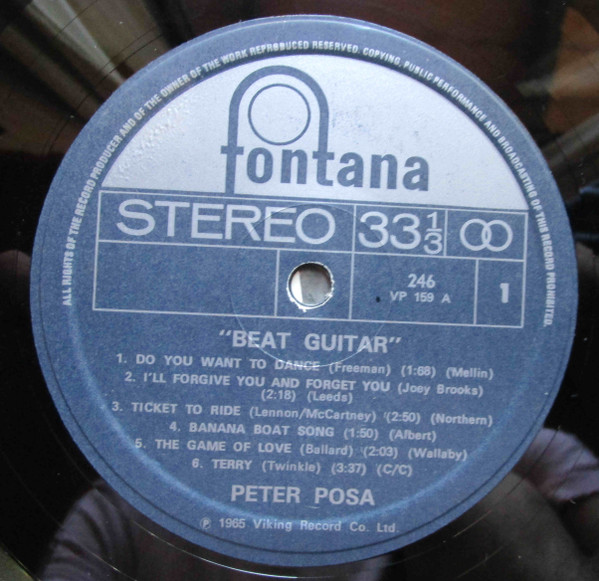 ALL RIGHTS OF THE RECORD PRODUCER AND OF THE OWNER OF THE WORK REPRODUCED RESERVED. COPYING, PUBLIC PERFORMANCE AND BROADCASTING OF THIS RECORD PROHIBITED.
fontana
STEREO 33⅓ ꝏ
246
VP 159 A 1
"BEAT GUITAR"
1. DO YOU WANT TO DANCE (Freeman) (1:68) (Mellin)
2. I'LL FORGIVE YOU AND FORGET YOU (Joey Brooks)
(2:18) (Leeds)
3. TICKET TO RIDE (Lennon/McCartney) (2:50) (Northern)
4. BANANA BOAT SONG (1:50) (Albert)
5. THE GAME OF LOVE (Ballard) (2:03) (Wallaby)
6. TERRY (Twinkle) (3:37) (C/C)
PETER POSA
℗ 1965 Viking Record Co. Ltd.